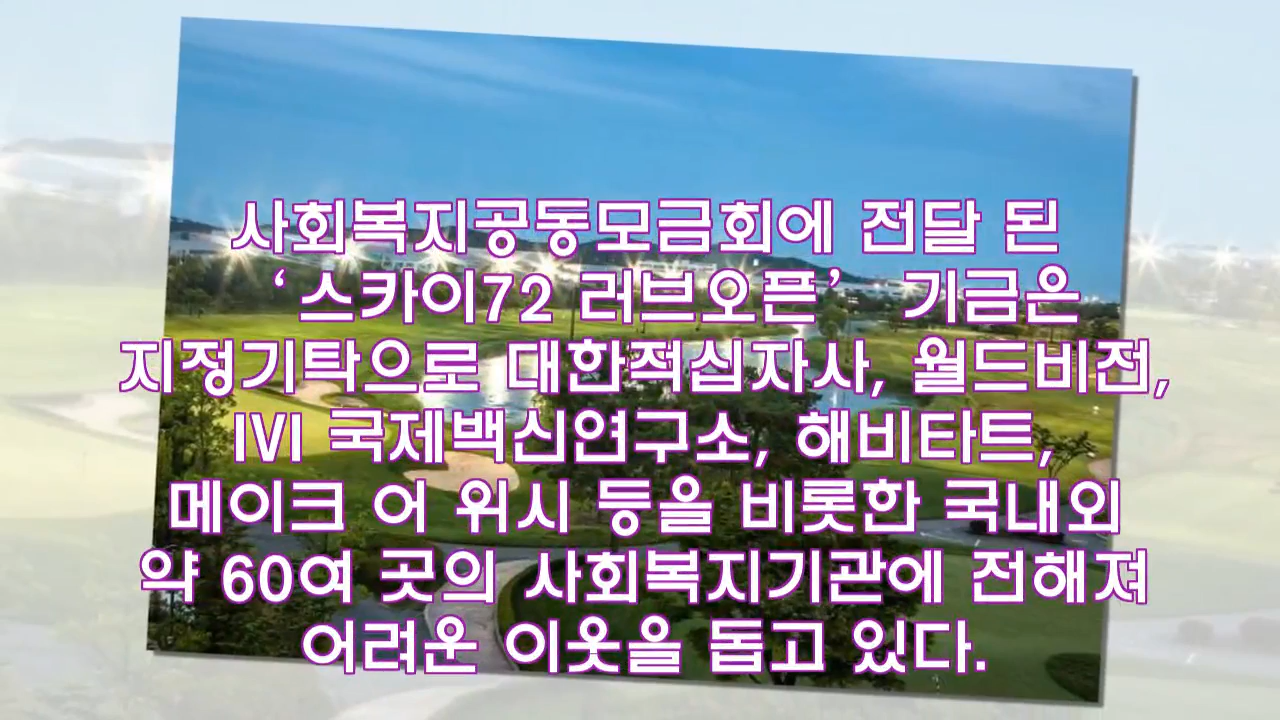 사회복지공동모금회에 전달 된
‘스카이72 러브오픈’ 기금은
지정기탁으로 대한적십자사, 월드비전,
IVI 국제백신연구소, 해비타트,
메이크 어 위시 등을 비롯한 국내외
약 60여 곳의 사회복지기관에 전해져
어려운 이웃을 돕고 있다.